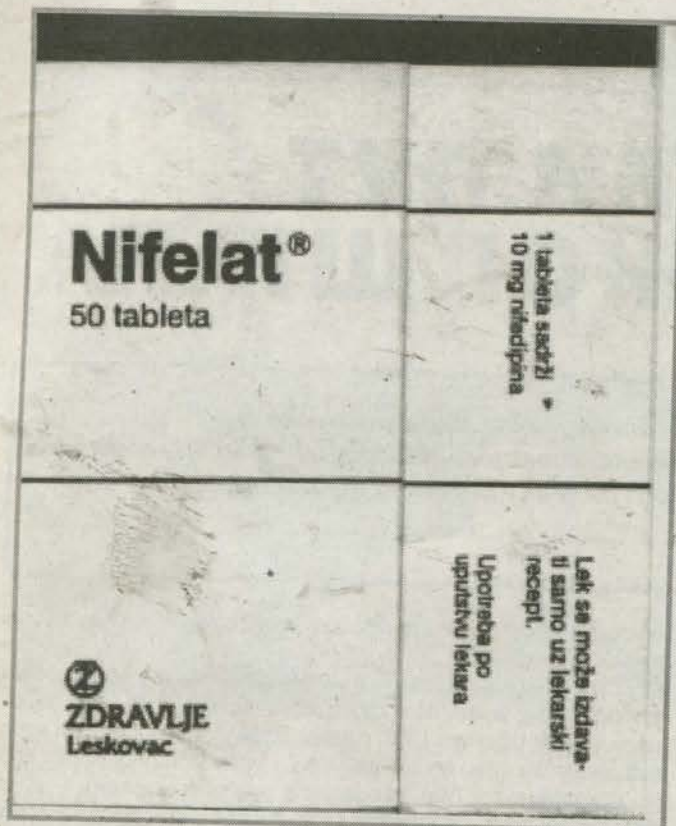 Nifelat®
50 tableta
Z
ZDRAVLJE
Leskovac
1 tableta sadrži
10 mg nifedipina
Lek se može izdava-
ti samo uz lekarski
recept.
Upotreba po
uputstvu lekara